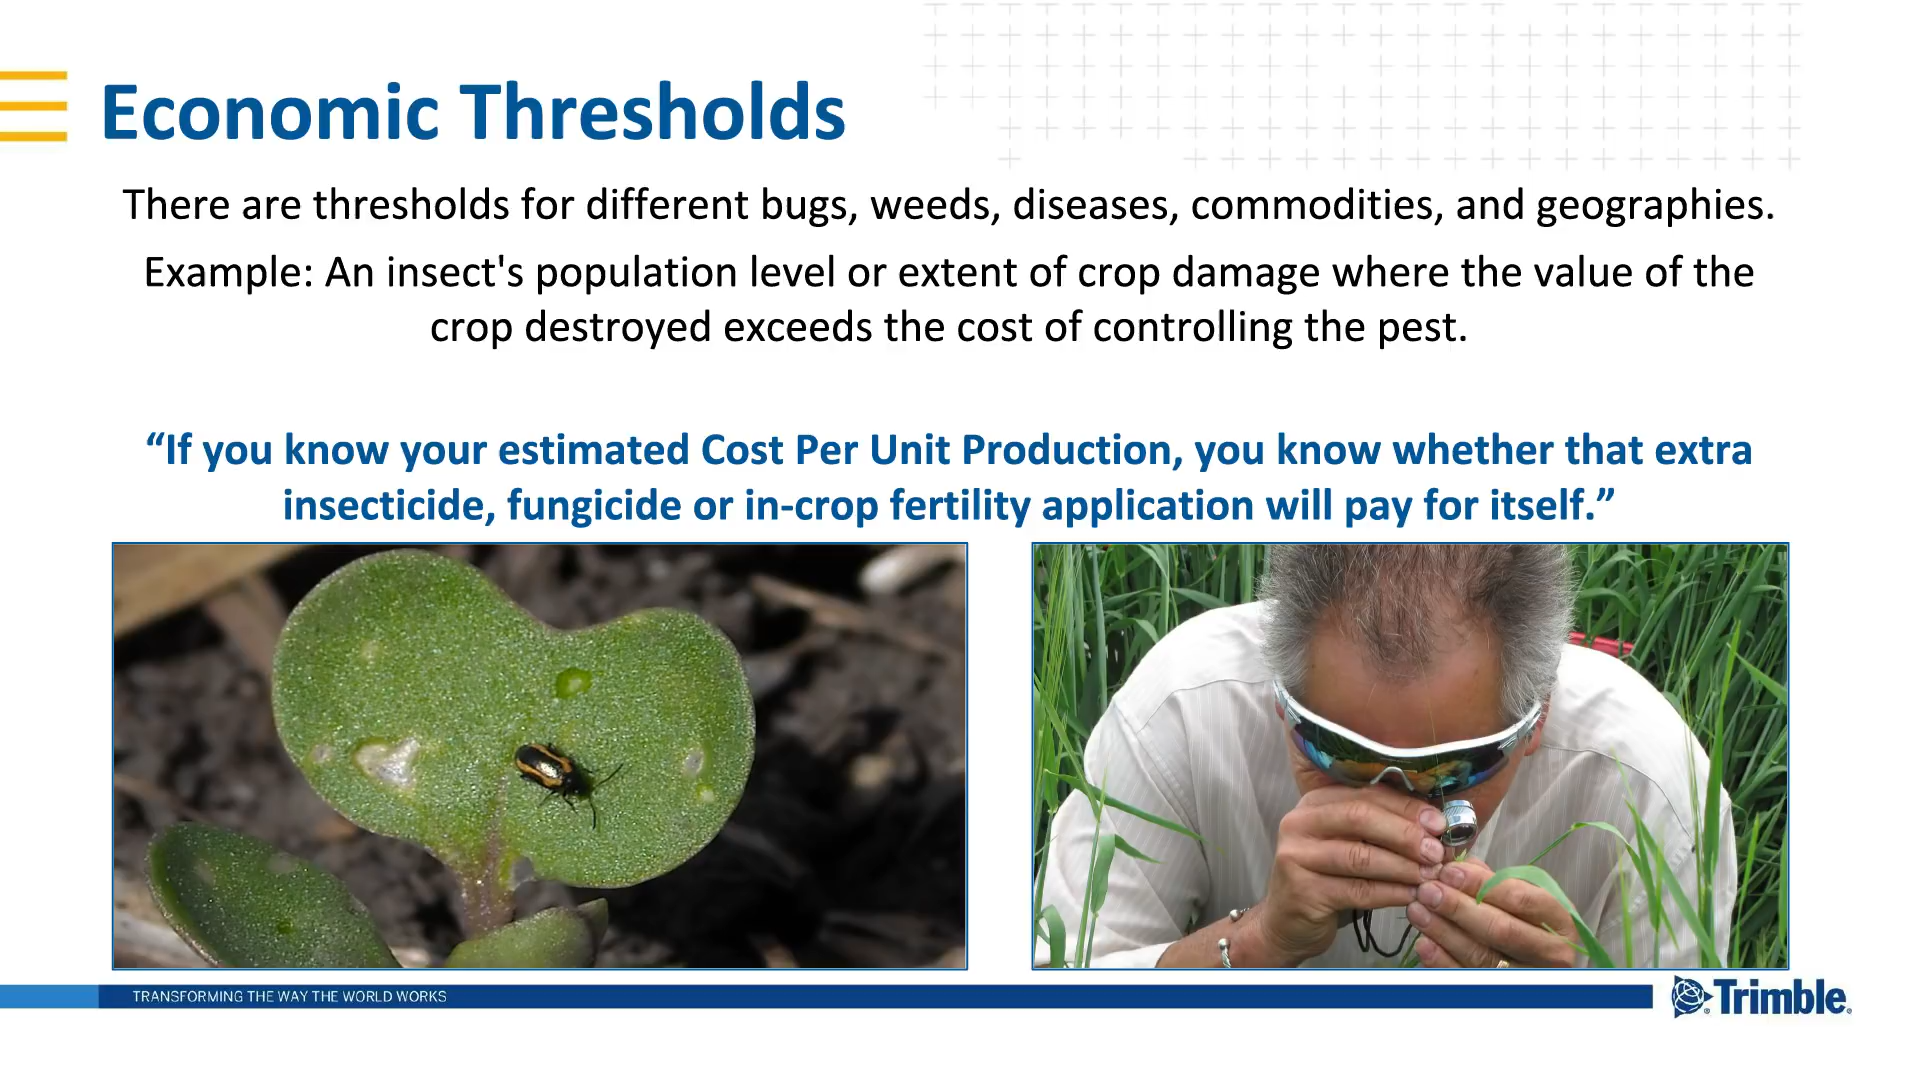 Economic Thresholds
There are thresholds for different bugs, weeds, diseases, commodities, and geographies.
Example: An insect's population level or extent of crop damage where the value of the
crop destroyed exceeds the cost of controlling the pest.
“If you know your estimated Cost Per Unit Production, you know whether that extra
insecticide, fungicide or in-crop fertility application will pay for itself.”
TRANSFORMING THE WAY THE WORLD WORKS
Trimble